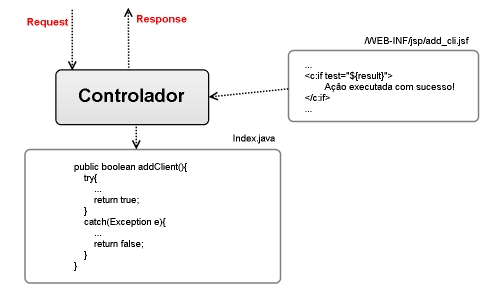 Request
Response
/WEB-INF/jsp/add_cli.jsf
...
<c:if test="${result}">
Ação executada com sucesso!
</c:if>
...
Controlador
Index.java
public boolean addClient(){
try{
...
return true;
}
catch(Exception e){
...
return false;
}
}